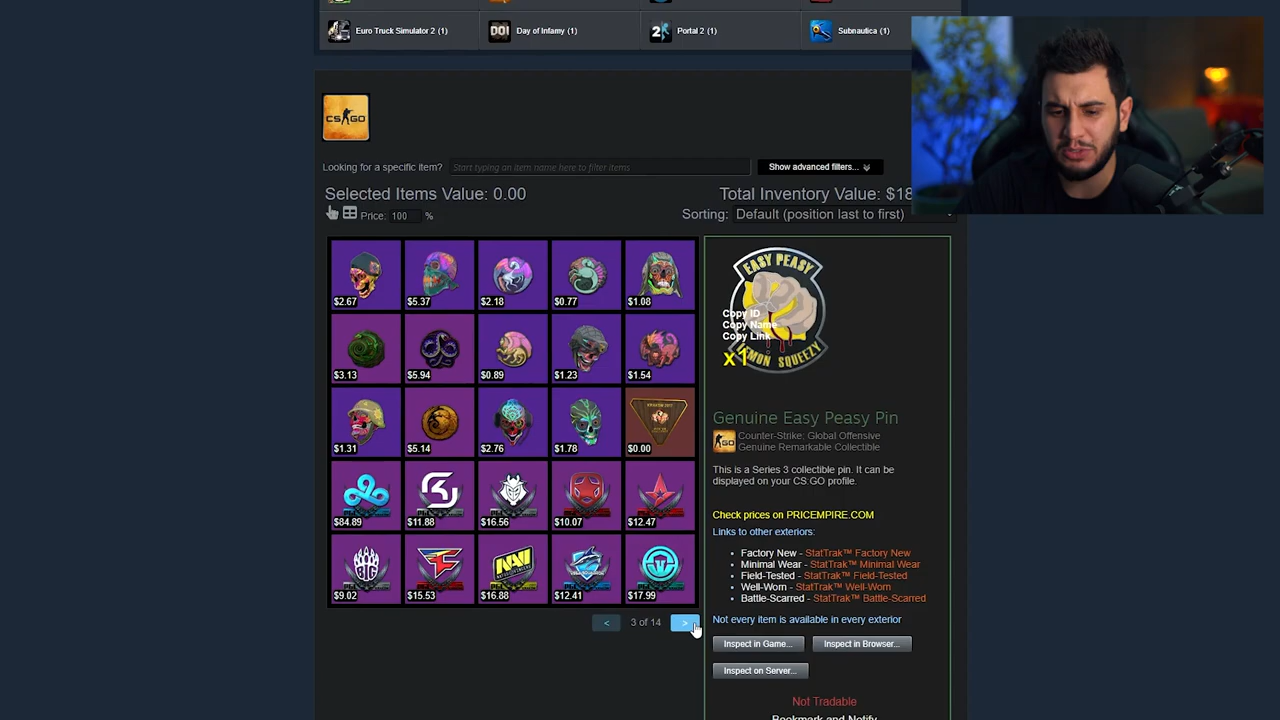 Euro Truck Simulator 2 (1)
DOI
Day of Infamy (1)
2
Portal 2 (1)
Subnautica (1)
CS:GO
Looking for a specific item?
Start typing an item name here to filter items
Show advanced filters...
Selected Items Value: 0.00
Total Inventory Value: $18
Price: 100 %
Sorting: Default (position last to first)
$2.67
$5.37
$2.18
$0.77
$1.08
$3.13
$5.94
$0.89
$1.23
$1.54
$1.31
$5.14
$2.76
$1.78
$0.00
$84.89
$11.88
$16.56
$10.07
$12.47
$9.02
$15.53
NAVI
$16.88
$12.41
$17.99
< 3 of 14 >
EASY PEASY
Copy ID
Copy Name
Copy Link
x1
LEMON SQUEEZY
Genuine Easy Peasy Pin
Counter-Strike: Global Offensive
Genuine Remarkable Collectible
This is a Series 3 collectible pin. It can be
displayed on your CS:GO profile.
Check prices on PRICEMPIRE.COM
Links to other exteriors:
Factory New - StatTrak™ Factory New
Minimal Wear - StatTrak™ Minimal Wear
Field-Tested - StatTrak™ Field-Tested
Well-Worn - StatTrak™ Well-Worn
Battle-Scarred - StatTrak™ Battle-Scarred
Not every item is available in every exterior
Inspect in Game...
Inspect in Browser...
Inspect on Server...
Not Tradable
Bookmark and Notify